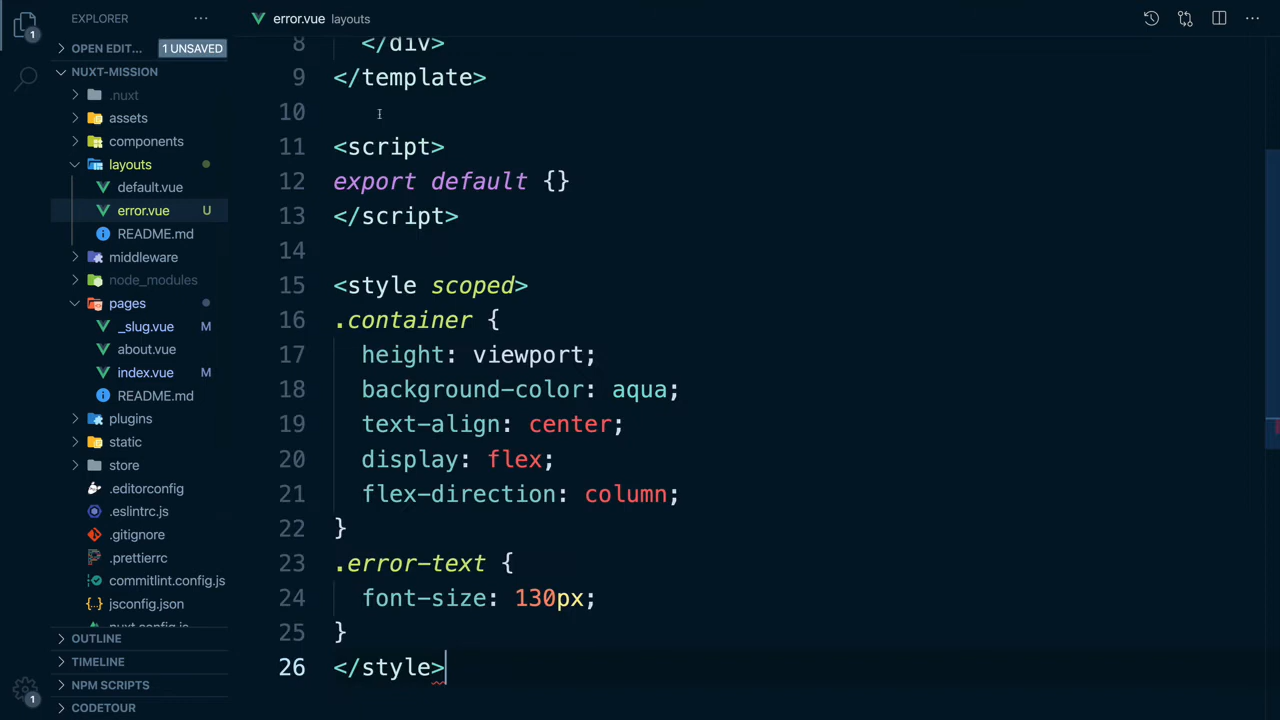 EXPLORER
error.vue layouts
1
OPEN EDIT... 1 UNSAVED
NUXT-MISSION
.nuxt
assets
components
layouts
default.vue
error.vue U
README.md
middleware
node_modules
pages
_slug.vue M
about.vue
index.vue M
README.md
plugins
static
store
.editorconfig
.eslintrc.js
.gitignore
.prettierrc
commitlint.config.js
jsconfig.json
nuxt.config.js
OUTLINE
TIMELINE
NPM SCRIPTS
CODETOUR
1
8 </div>
9 </template>
10
11 <script>
12 export default {}
13 </script>
14
15 <style scoped>
16 .container {
17 height: viewport;
18 background-color: aqua;
19 text-align: center;
20 display: flex;
21 flex-direction: column;
22 }
23 .error-text {
24 font-size: 130px;
25 }
26 </style>